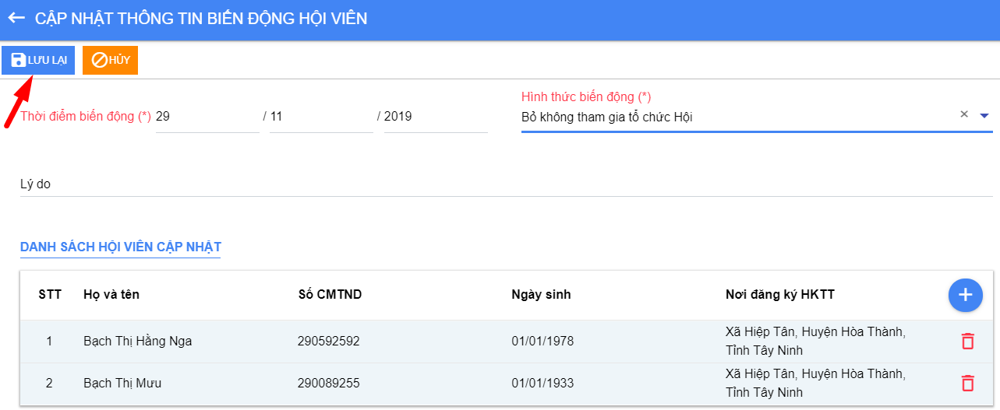 CẬP NHẬT THÔNG TIN BIẾN ĐỘNG HỘI VIÊN
LƯU LẠI HỦY
Hình thức biến động (*)
Thời điểm biến động (*) 29 / 11 / 2019 Bỏ không tham gia tổ chức Hội ×
Lý do
DANH SÁCH HỘI VIÊN CẬP NHẬT
STT Họ và tên Số CMTND Ngày sinh Nơi đăng ký HKTT +
1 Bạch Thị Hằng Nga 290592592 01/01/1978 Xã Hiệp Tân, Huyện Hòa Thành,
Tỉnh Tây Ninh
2 Bạch Thị Mưu 290089255 01/01/1933 Xã Hiệp Tân, Huyện Hòa Thành,
Tỉnh Tây Ninh